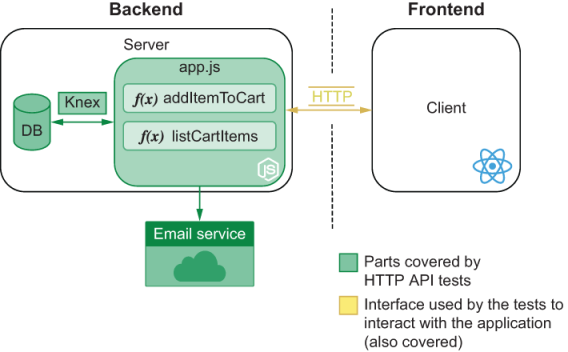 Backend
Frontend
Server
app.js
f(x) addItemToCart
f(x) listCartItems
Knex
DB
HTTP
Client
JS
Email service
Parts covered by
HTTP API tests
Interface used by the tests to
interact with the application
(also covered)